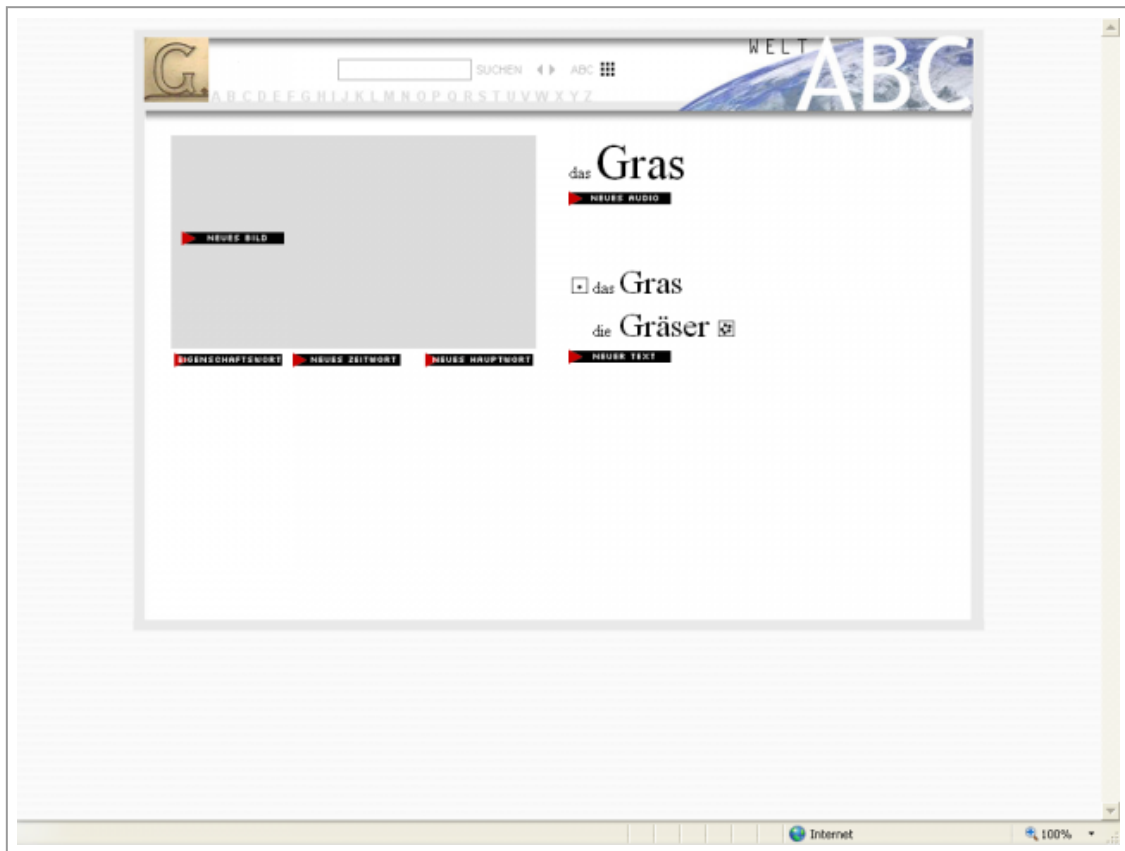 WELT
ABC
G.
SUCHEN ABC
A B C D E F G H I J K L M N O P Q R S T U V W X Y Z
das Gras
NEUES AUDIO
NEUES BILD
das Gras
die Gräser
NEUER TEXT
EIGENSCHAFTSWORT NEUES ZEITWORT NEUES HAUPTWORT
Internet 100%